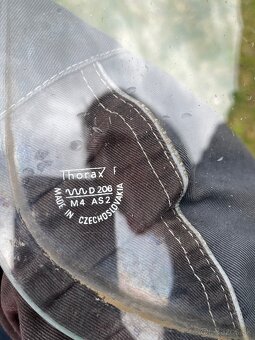 Thorax F
D 206
M4 AS2
MADE IN CZECHOSLOVAKIA